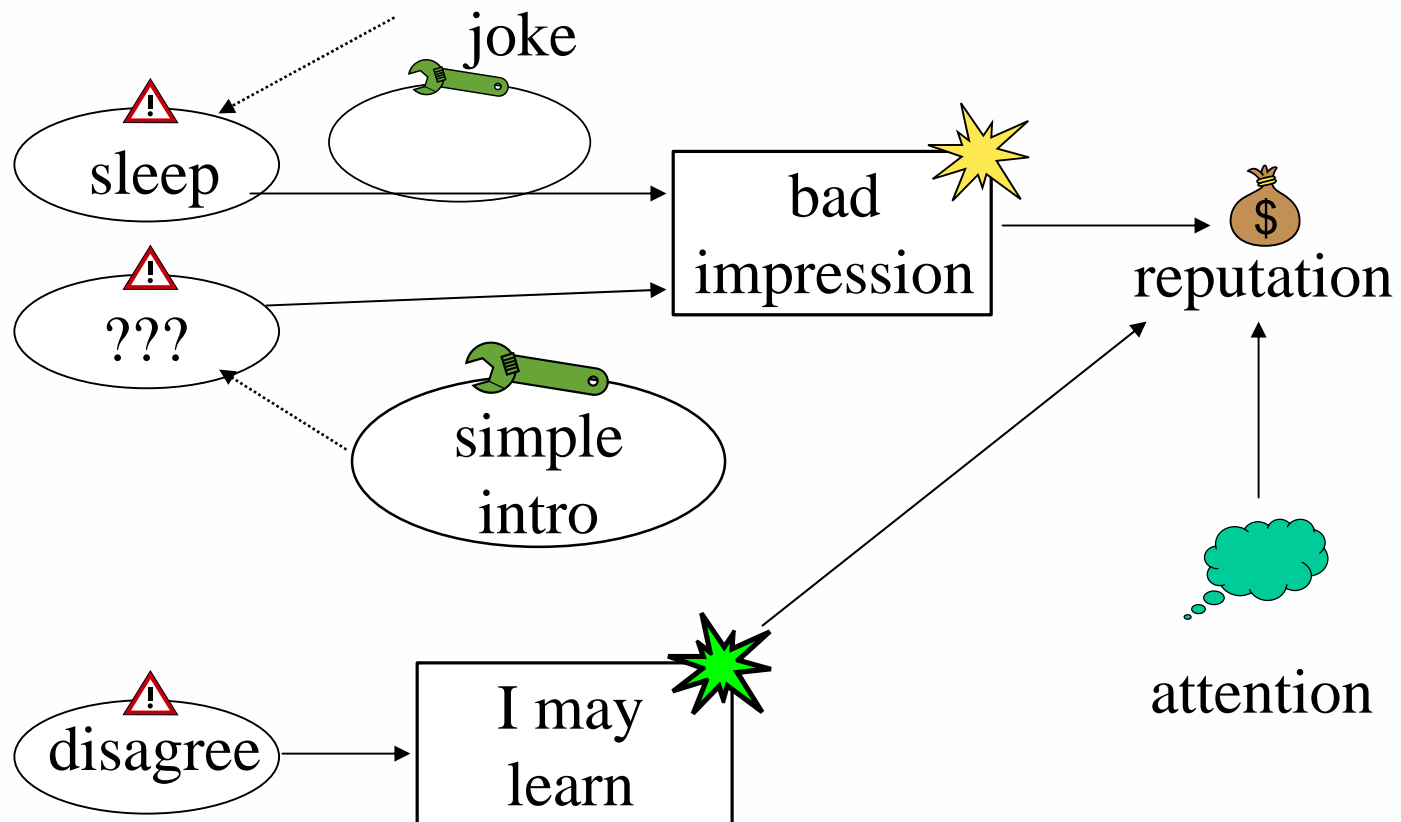 joke
sleep
bad
impression
$
reputation
???
simple
intro
I may
learn
attention
disagree